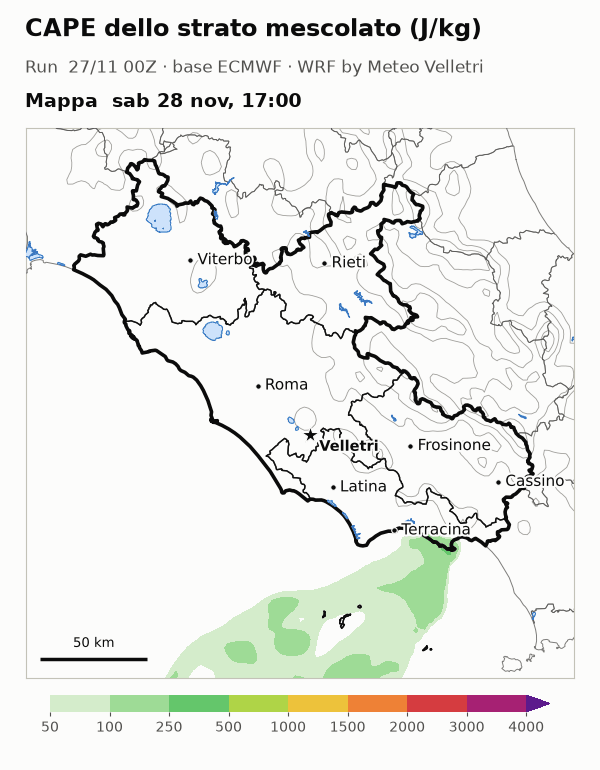 CAPE dello strato mescolato (J/kg)
Run  27/11 00Z · base ECMWF · WRF by Meteo Velletri
Mappa  sab 28 nov, 17:00
Viterbo
Rieti
Roma
Velletri
Frosinone
Latina
Cassino
Terracina
50 km
50 100 250 500 1000 1500 2000 3000 4000